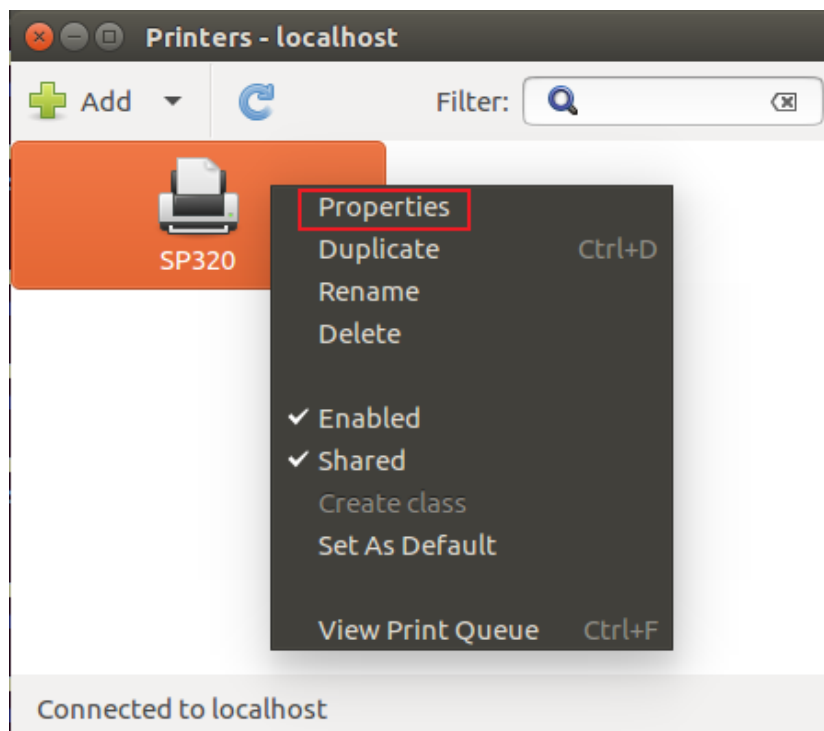 Printers - localhost
Add Filter:
SP320
Properties
Duplicate Ctrl+D
Rename
Delete
Enabled
Shared
Create class
Set As Default
View Print Queue Ctrl+F
Connected to localhost